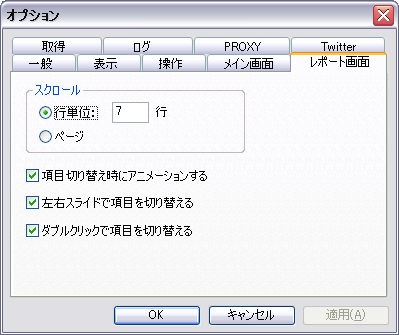 オプション
取得 ログ PROXY Twitter
一般 表示 操作 メイン画面 レポート画面
スクロール
行単位: 7 行
ページ
項目切り替え時にアニメーションする
左右スライドで項目を切り替える
ダブルクリックで項目を切り替える
OK キャンセル 適用(A)